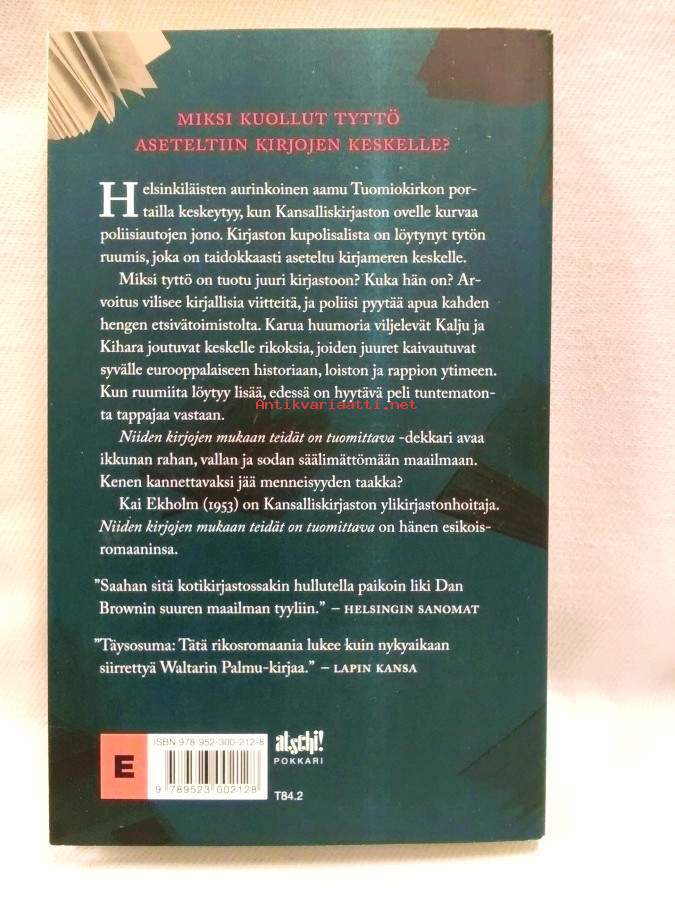 MIKSI KUOLLUT TYTTÖ
ASETELTIIN KIRJOJEN KESKELLE?
Helsinkiläisten aurinkoinen aamu Tuomiokirkon por-
tailla keskeytyy, kun Kansalliskirjaston ovelle kurvaa
poliisiautojen jono. Kirjaston kupolisalista on löytynyt tytön
ruumis, joka on taidokkaasti aseteltu kirjameren keskelle.
Miksi tyttö on tuotu juuri kirjastoon? Kuka hän on? Ar-
voitus vilisee kirjallisia viitteitä, ja poliisi pyytää apua kahden
hengen etsivätoimistolta. Karua huumoria viljelevät Kalju ja
Kihara joutuvat keskelle rikoksia, joiden juuret kaivautuvat
syvälle eurooppalaiseen historiaan, loiston ja rappion ytimeen.
Kun ruumiita löytyy lisää, edessä on hyytävä peli tuntematon-
ta tappajaa vastaan.
Antikvariaatti.net
Niiden kirjojen mukaan teidät on tuomittava -dekkari avaa
ikkunan rahan, vallan ja sodan säälimättömään maailmaan.
Kenen kannettavaksi jää menneisyyden taakka?
Kai Ekholm (1953) on Kansalliskirjaston ylikirjastonhoitaja.
Niiden kirjojen mukaan teidät on tuomittava on hänen esikois-
romaaninsa.
"Saahan sitä kotikirjastossakin hullutella paikoin liki Dan
Brownin suuren maailman tyyliin." – HELSINGIN SANOMAT
"Täysosuma: Tätä rikosromaania lukee kuin nykyaikaan
siirrettyä Waltarin Palmu-kirjaa." – LAPIN KANSA
E
ISBN 978-952-300-212-8
9 789523 002128
at.schi!
POKKARI
T84.2